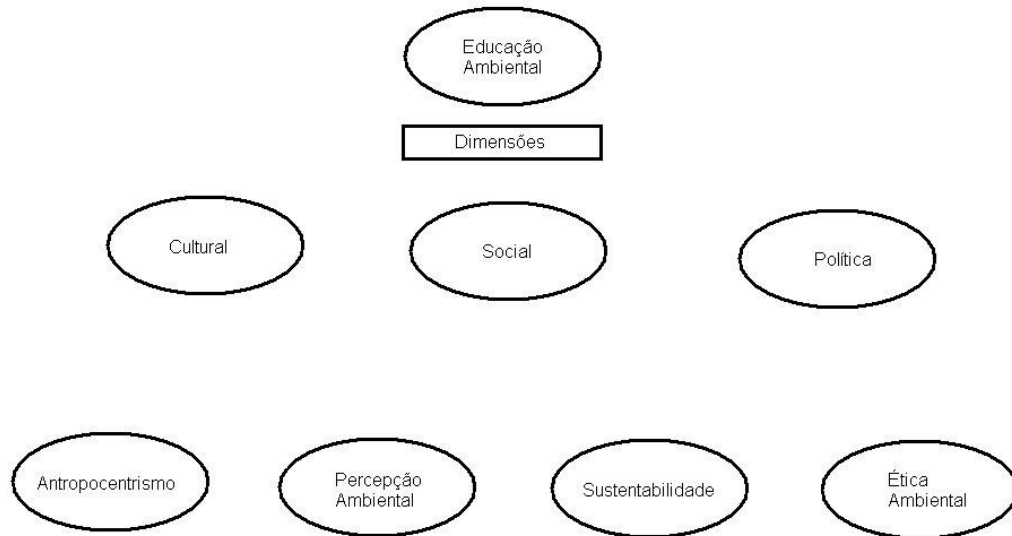 Educação
Ambiental
Dimensões
Cultural
Social
Política
Antropocentrismo
Percepção
Ambiental
Sustentabilidade
Ética
Ambiental